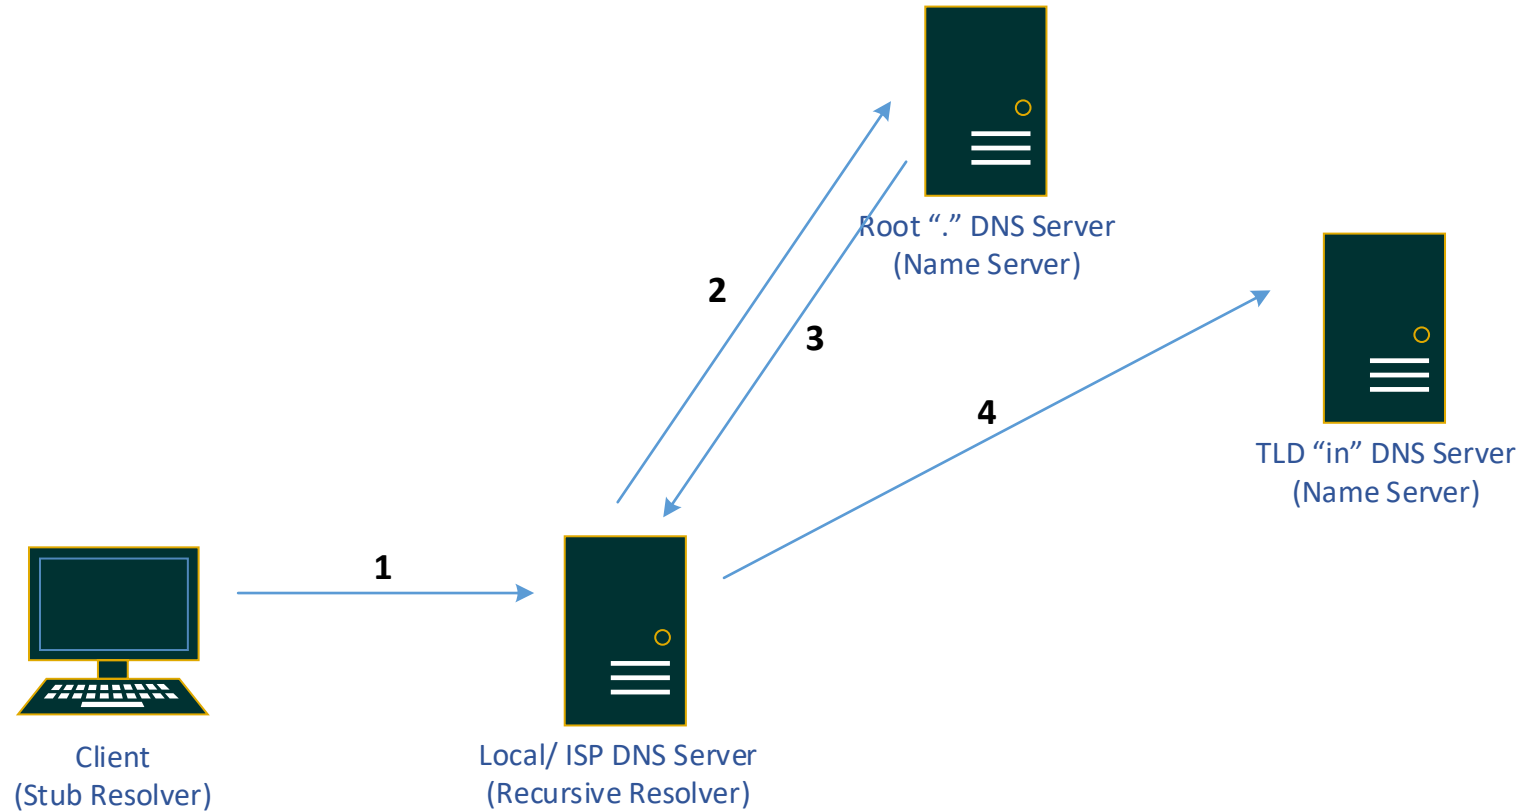 Root “.” DNS Server
(Name Server)
2
3
4
TLD “in” DNS Server
(Name Server)
1
Client
(Stub Resolver)
Local/ ISP DNS Server
(Recursive Resolver)